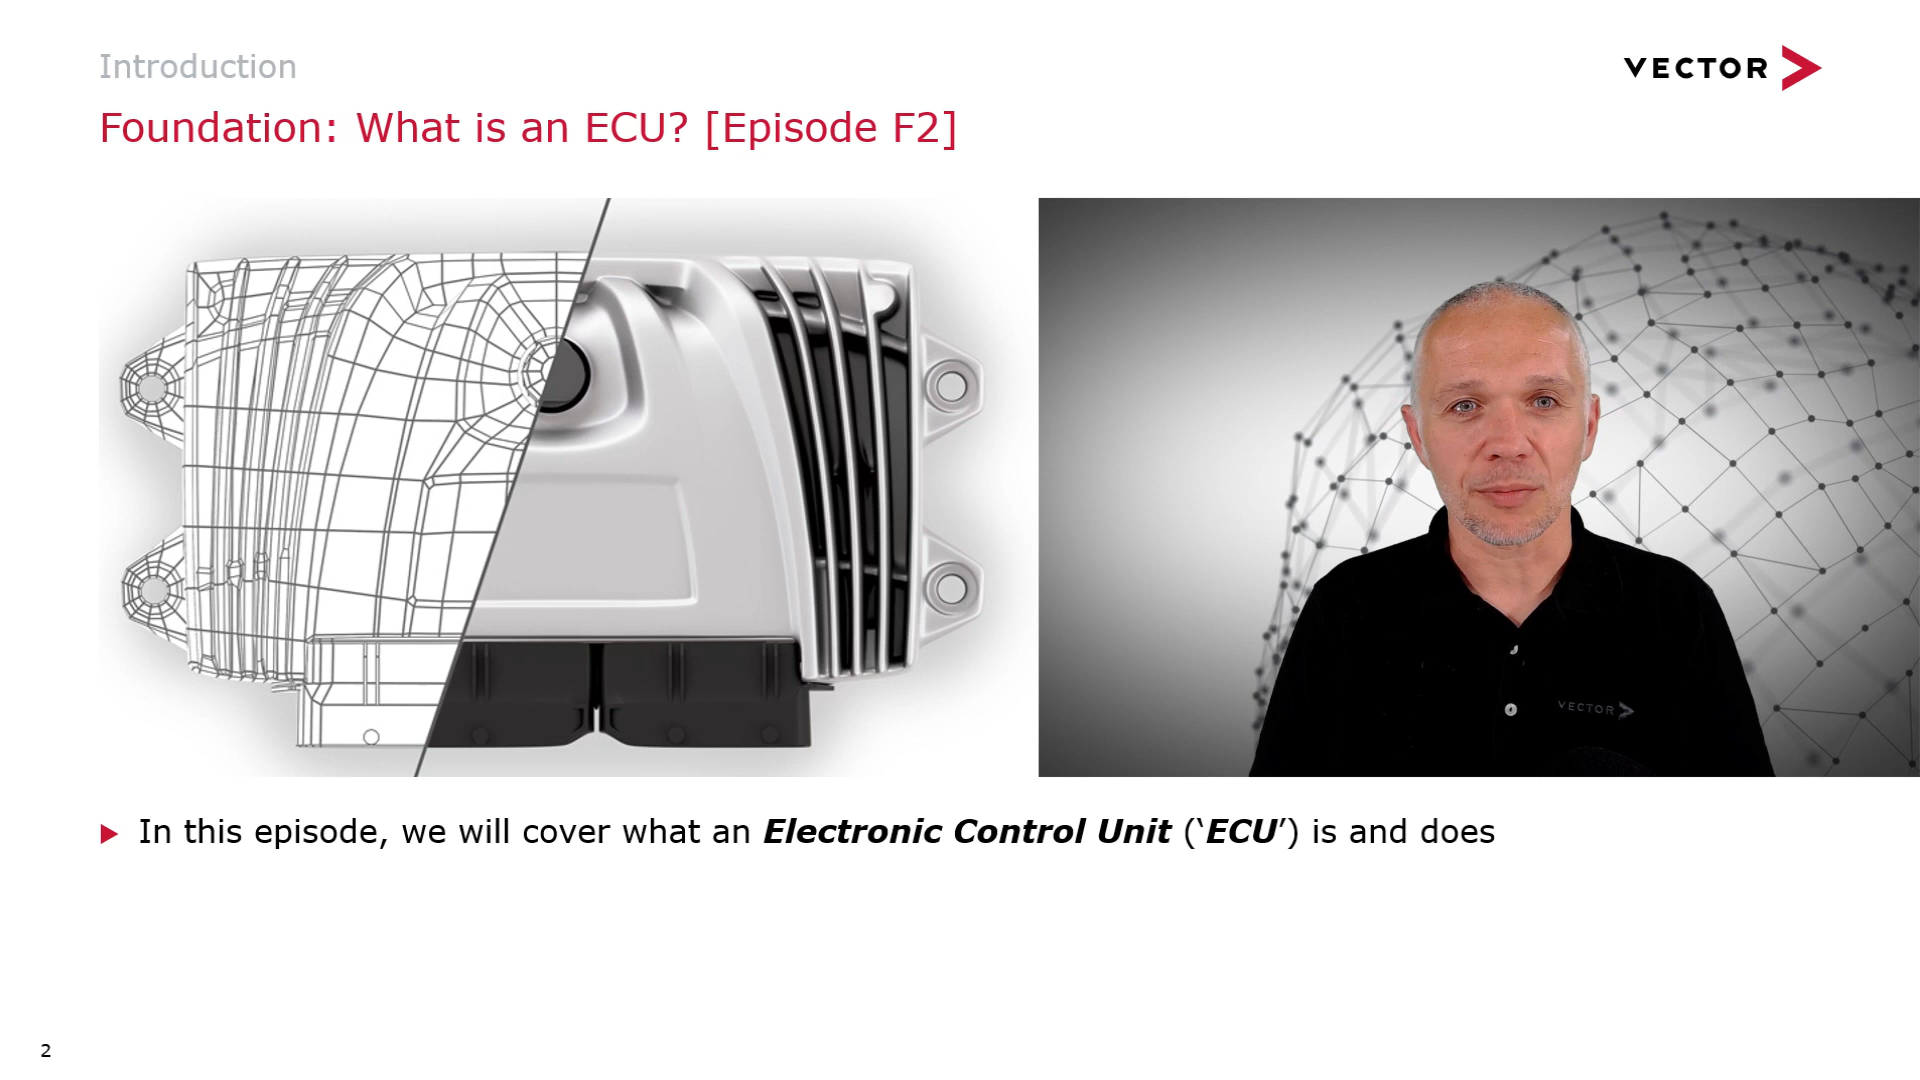 Introduction
VECTOR
Foundation: What is an ECU? [Episode F2]
VECTOR
In this episode, we will cover what an Electronic Control Unit (‘ECU’) is and does
2